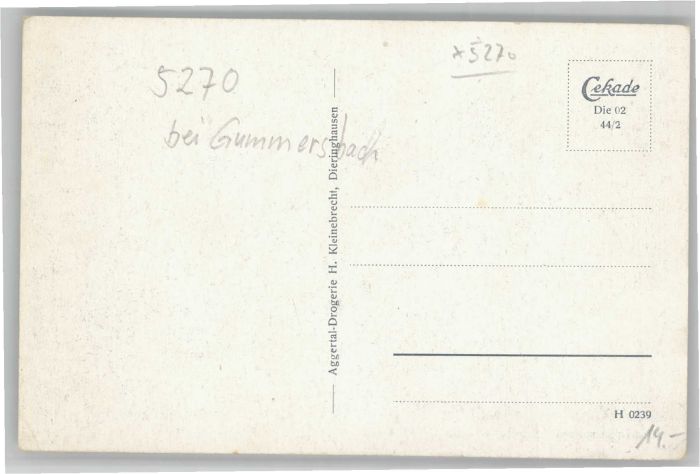 5270
bei Gummersbach
*5270
Aggertal-Drogerie H. Kleinebrecht, Dieringhausen
Cekade
Die 02
44/2
H 0239
14.-